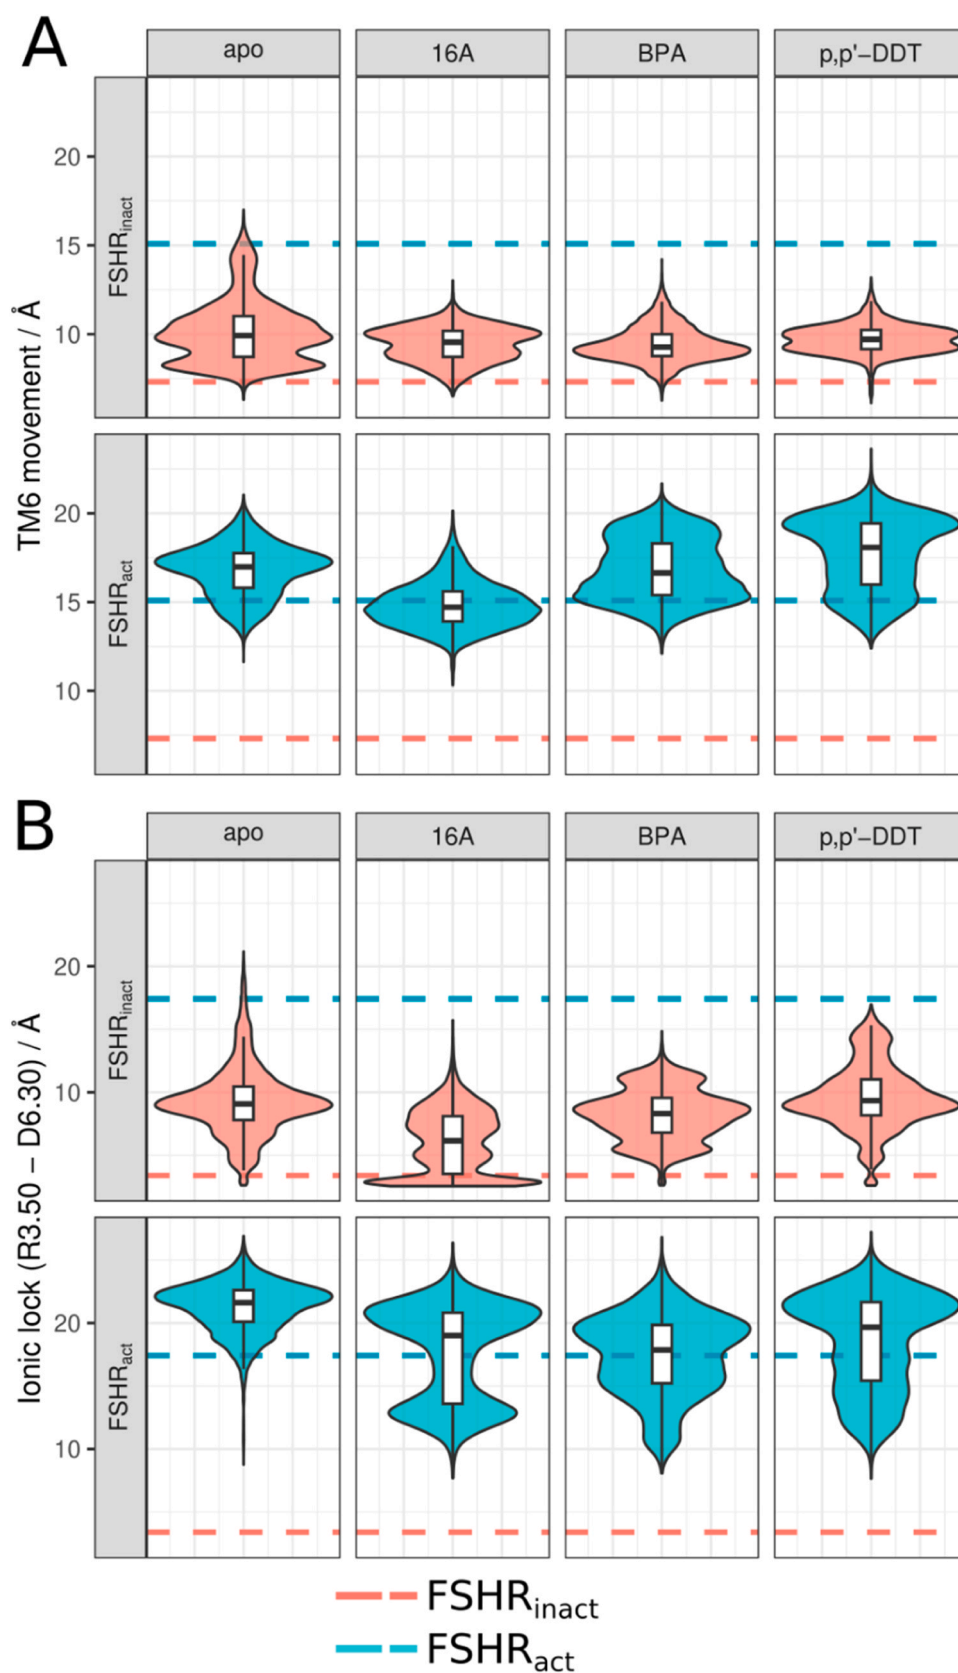 A
apo 16A BPA p,p'−DDT
TM6 movement / Å
FSHRinact
20
15
10
FSHRact
20
15
10
B
apo 16A BPA p,p'−DDT
Ionic lock (R3.50 − D6.30) / Å
FSHRinact
20
10
FSHRact
20
10
FSHRinact
FSHRact